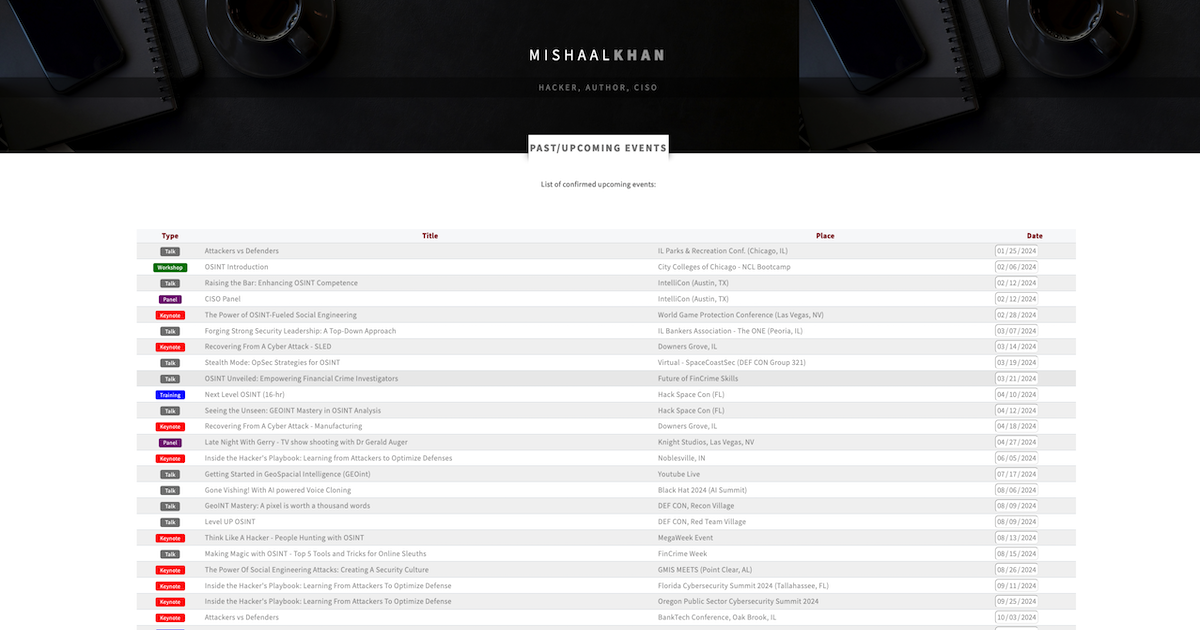 MISHAALKHAN
HACKER, AUTHOR, CISO
PAST/UPCOMING EVENTS
List of confirmed upcoming events:
Type Title Place Date
Talk Attackers vs Defenders IL Parks & Recreation Conf. (Chicago, IL) 01/25/2024
Workshop OSINT Introduction City Colleges of Chicago - NCL Bootcamp 02/06/2024
Talk Raising the Bar: Enhancing OSINT Competence IntelliCon (Austin, TX) 02/12/2024
Panel CISO Panel IntelliCon (Austin, TX) 02/12/2024
Keynote The Power of OSINT-Fueled Social Engineering World Game Protection Conference (Las Vegas, NV) 02/28/2024
Talk Forging Strong Security Leadership: A Top-Down Approach IL Bankers Association - The ONE (Peoria, IL) 03/07/2024
Keynote Recovering From A Cyber Attack - SLED Downers Grove, IL 03/14/2024
Talk Stealth Mode: OpSec Strategies for OSINT Virtual - SpaceCoastSec (DEF CON Group 321) 03/19/2024
Talk OSINT Unveiled: Empowering Financial Crime Investigators Future of FinCrime Skills 03/21/2024
Training Next Level OSINT (16-hr) Hack Space Con (FL) 04/10/2024
Talk Seeing the Unseen: GEOINT Mastery in OSINT Analysis Hack Space Con (FL) 04/12/2024
Keynote Recovering From A Cyber Attack - Manufacturing Downers Grove, IL 04/18/2024
Panel Late Night With Gerry - TV show shooting with Dr Gerald Auger Knight Studios, Las Vegas, NV 04/27/2024
Keynote Inside the Hacker's Playbook: Learning from Attackers to Optimize Defenses Noblesville, IN 06/05/2024
Talk Getting Started in GeoSpacial Intelligence (GEOint) Youtube Live 07/17/2024
Talk Gone Vishing! With AI powered Voice Cloning Black Hat 2024 (AI Summit) 08/06/2024
Talk GeoINT Mastery: A pixel is worth a thousand words DEF CON, Recon Village 08/09/2024
Talk Level UP OSINT DEF CON, Red Team Village 08/09/2024
Keynote Think Like A Hacker - People Hunting with OSINT MegaWeek Event 08/13/2024
Talk Making Magic with OSINT - Top 5 Tools and Tricks for Online Sleuths FinCrime Week 08/15/2024
Keynote The Power Of Social Engineering Attacks: Creating A Security Culture GMIS MEETS (Point Clear, AL) 08/26/2024
Keynote Inside the Hacker's Playbook: Learning From Attackers To Optimize Defense Florida Cybersecurity Summit 2024 (Tallahassee, FL) 09/11/2024
Keynote Inside the Hacker's Playbook: Learning From Attackers To Optimize Defense Oregon Public Sector Cybersecurity Summit 2024 09/25/2024
Keynote Attackers vs Defenders BankTech Conference, Oak Brook, IL 10/03/2024